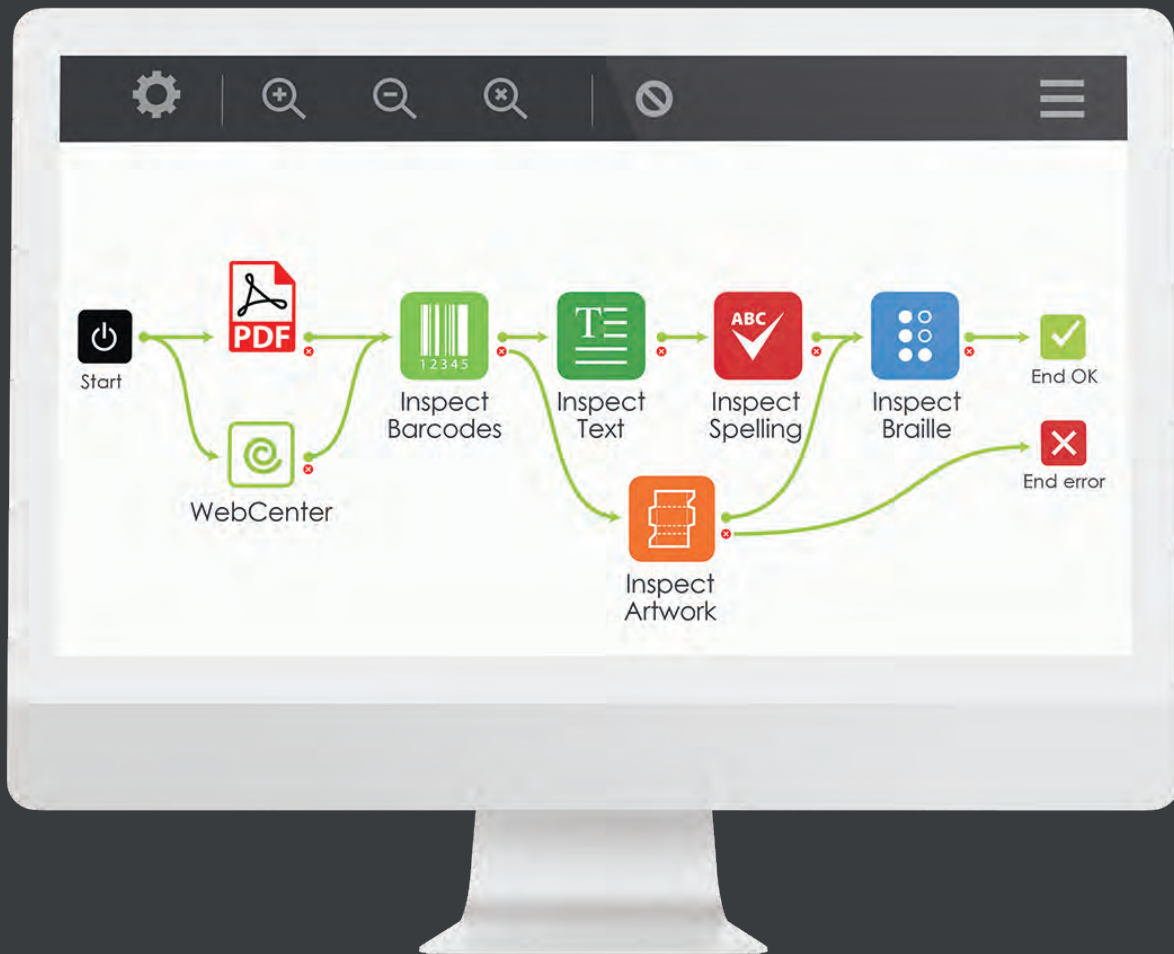 PDF
Start
WebCenter
12345
Inspect
Barcodes
T
Inspect
Text
ABC
Inspect
Spelling
Inspect
Braille
Inspect
Artwork
End OK
End error